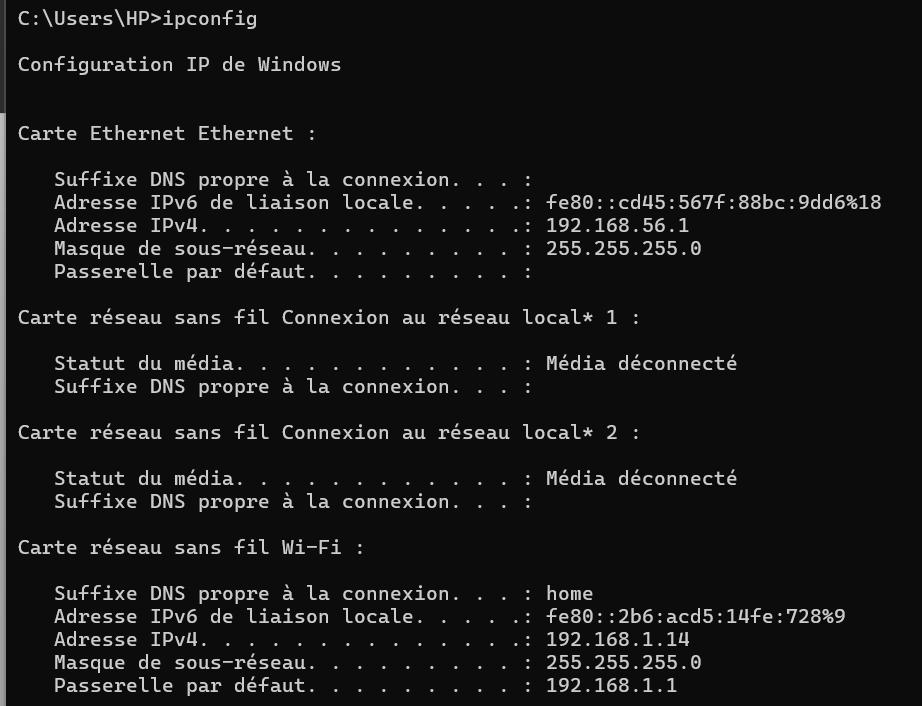 C:\Users\HP>ipconfig
Configuration IP de Windows
Carte Ethernet Ethernet :
Suffixe DNS propre à la connexion. . . :
Adresse IPv6 de liaison locale. . . . .: fe80::cd45:567f:88bc:9dd6%18
Adresse IPv4. . . . . . . . . . . . . .: 192.168.56.1
Masque de sous-réseau. . . . . . . . . : 255.255.255.0
Passerelle par défaut. . . . . . . . . :
Carte réseau sans fil Connexion au réseau local* 1 :
Statut du média. . . . . . . . . . . . : Média déconnecté
Suffixe DNS propre à la connexion. . . :
Carte réseau sans fil Connexion au réseau local* 2 :
Statut du média. . . . . . . . . . . . : Média déconnecté
Suffixe DNS propre à la connexion. . . :
Carte réseau sans fil Wi-Fi :
Suffixe DNS propre à la connexion. . . : home
Adresse IPv6 de liaison locale. . . . .: fe80::2b6:acd5:14fe:728%9
Adresse IPv4. . . . . . . . . . . . . .: 192.168.1.14
Masque de sous-réseau. . . . . . . . . : 255.255.255.0
Passerelle par défaut. . . . . . . . . : 192.168.1.1